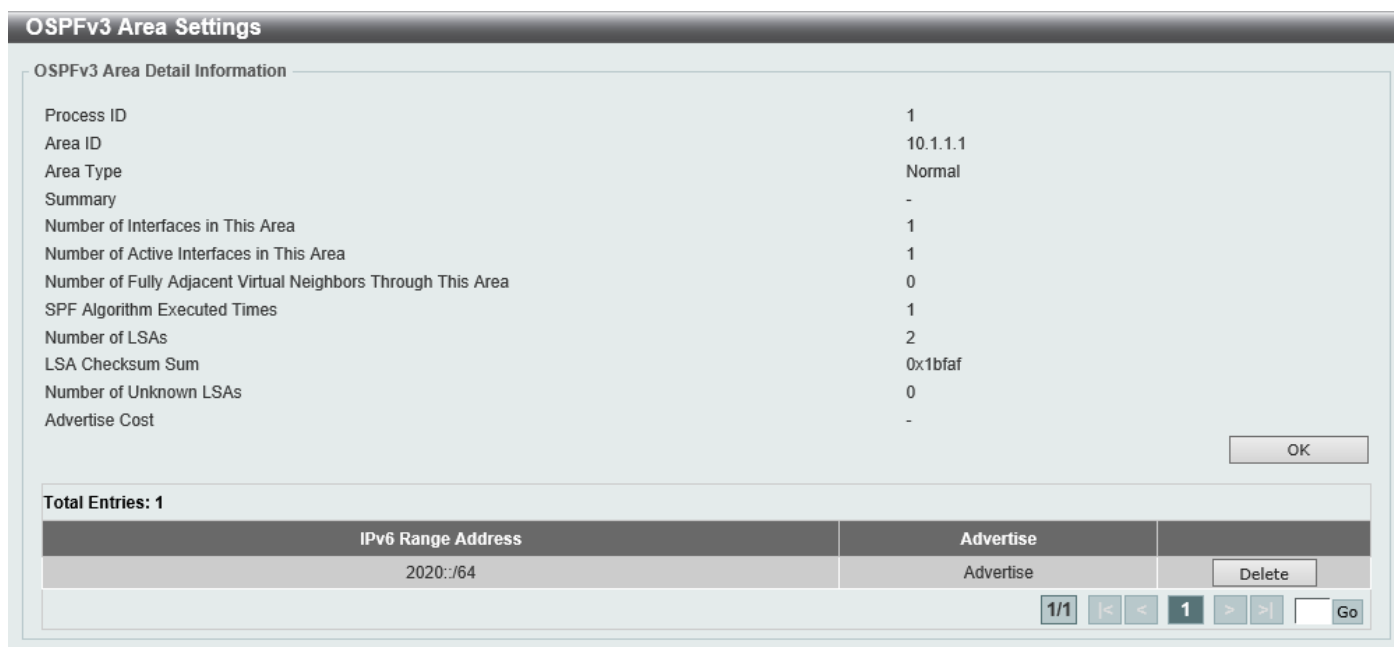 OSPFv3 Area Settings
OSPFv3 Area Detail Information
Process ID 1
Area ID 10.1.1.1
Area Type Normal
Summary -
Number of Interfaces in This Area 1
Number of Active Interfaces in This Area 1
Number of Fully Adjacent Virtual Neighbors Through This Area 0
SPF Algorithm Executed Times 1
Number of LSAs 2
LSA Checksum Sum 0x1bfaf
Number of Unknown LSAs 0
Advertise Cost -
OK
Total Entries: 1
IPv6 Range Address Advertise
2020::/64 Advertise Delete
1/1 |< < 1 > >| Go